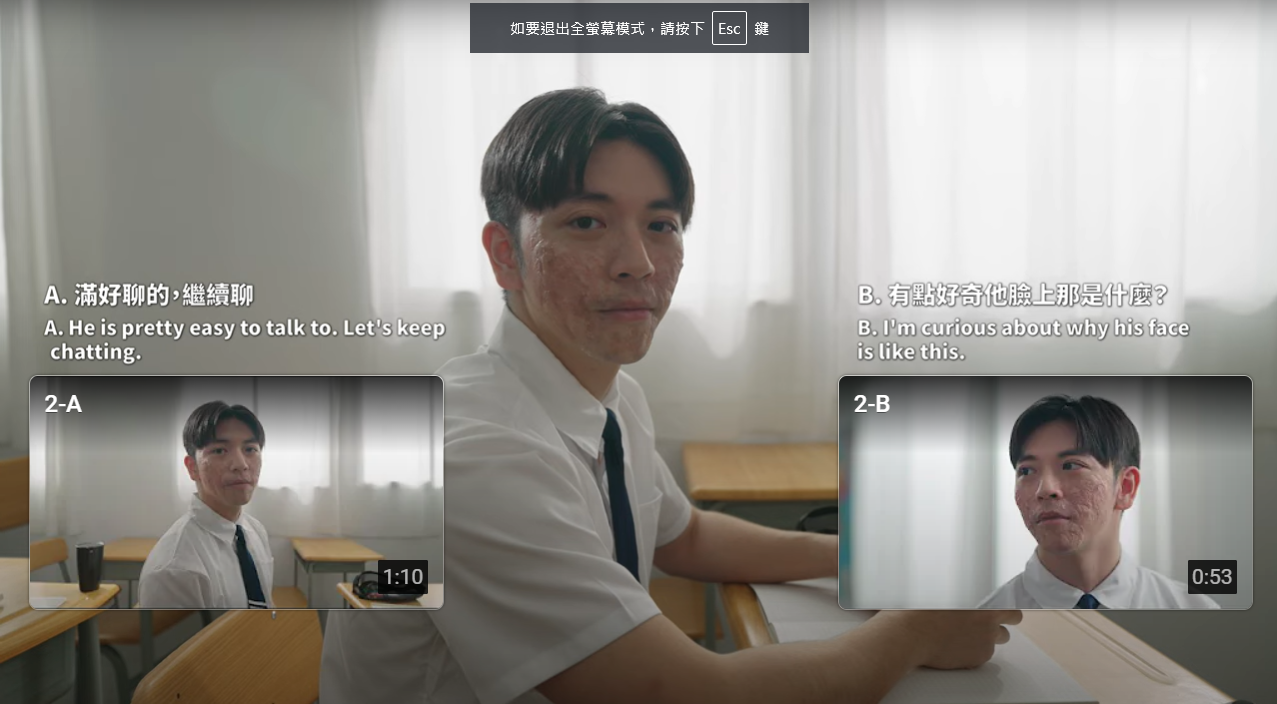 如要退出全螢幕模式，請按下 Esc 鍵
A. 滿好聊的，繼續聊
A. He is pretty easy to talk to. Let's keep
chatting.
2-A
1:10
B. 有點好奇他臉上那是什麼？
B. I'm curious about why his face
is like this.
2-B
0:53